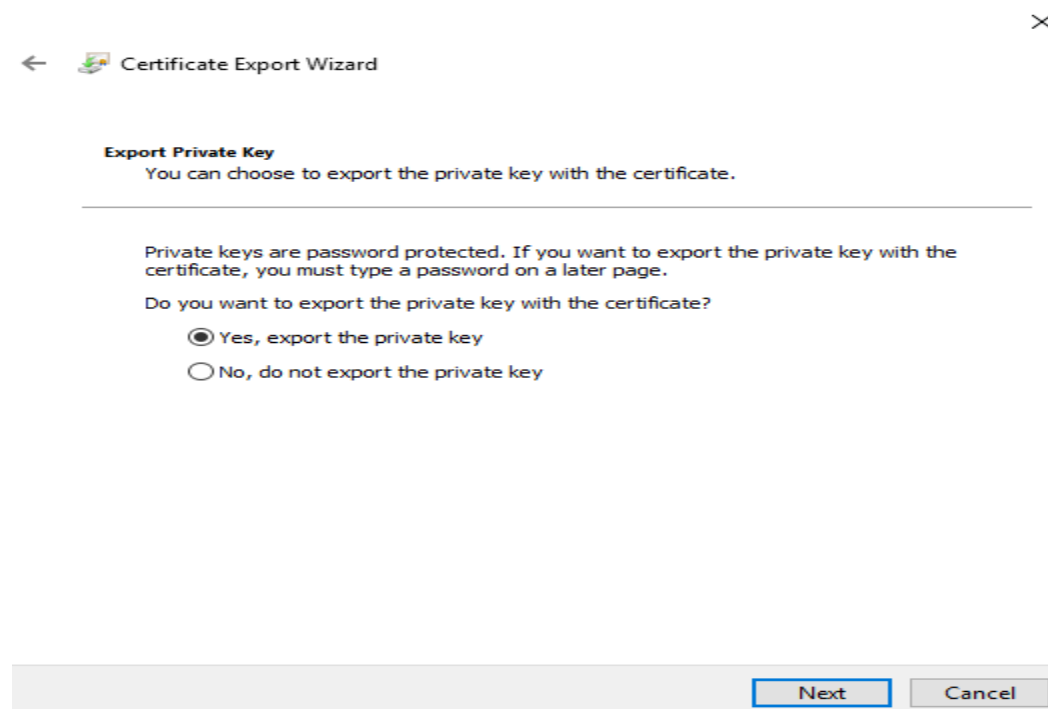 Certificate Export Wizard
Export Private Key
You can choose to export the private key with the certificate.
Private keys are password protected. If you want to export the private key with the
certificate, you must type a password on a later page.
Do you want to export the private key with the certificate?
Yes, export the private key
No, do not export the private key
Next
Cancel